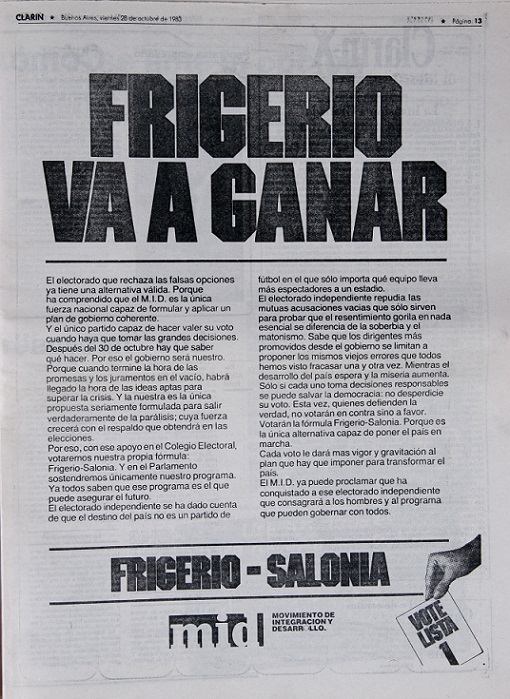 CLARIN ★ Buenos Aires, viernes 28 de octubre de 1983 ★ Página 13
FRIGERIO
VA A GANAR
El electorado que rechaza las falsas opciones
ya tiene una alternativa válida. Porque
ha comprendido que el M.I.D. es la única
fuerza nacional capaz de formular y aplicar un
plan de gobierno coherente.
Y el único partido capaz de hacer valer su voto
cuando haya que tomar las grandes decisiones.
Después del 30 de octubre hay que saber
qué hacer. Por eso el gobierno será nuestro.
Porque cuando termine la hora de las
promesas y los juramentos en el vacío, habrá
llegado la hora de las ideas aptas para
superar la crisis. Y la nuestra es la única
propuesta seriamente formulada para salir
verdaderamente de la parálisis; cuya fuerza
crecerá con el respaldo que obtendrá en las
elecciones.
Por eso, con ese apoyo en el Colegio Electoral,
votaremos nuestra propia fórmula:
Frigerio-Salonia. Y en el Parlamento
sostendremos únicamente nuestro programa.
Ya todos saben que ese programa es el que
puede asegurar el futuro.
El electorado independiente se ha dado cuenta
de que el destino del país no es un partido de
fútbol en el que sólo importa qué equipo lleva
más espectadores a un estadio.
El electorado independiente repudia las
mutuas acusaciones vacias que sólo sirven
para probar que el resentimiento gorila en nada
esencial se diferencia de la soberbia y el
matonismo. Sabe que los dirigentes más
promovidos desde el gobierno se limitan a
proponer los mismos viejos errores que todos
hemos visto fracasar una y otra vez. Mientras el
desarrollo del país espera y la miseria aumenta.
Sólo si cada uno toma decisiones responsables
se puede salvar la democracia: no desperdicie
su voto. Esta vez, quienes defienden la
verdad, no votarán en contra sino a favor.
Votarán la fórmula Frigerio-Salonia. Porque es
la única alternativa capaz de poner el país en
marcha.
Cada voto le dará mas vigor y gravitación al
plan que hay que imponer para transformar el
país.
El M.I.D. ya puede proclamar que ha
conquistado a ese electorado independiente
que consagrará a los hombres y al programa
que pueden gobernar con todos.
FRIGERIO - SALONIA
mid MOVIMIENTO DE
INTEGRACION Y
DESARROLLO.
VOTE
LISTA
1